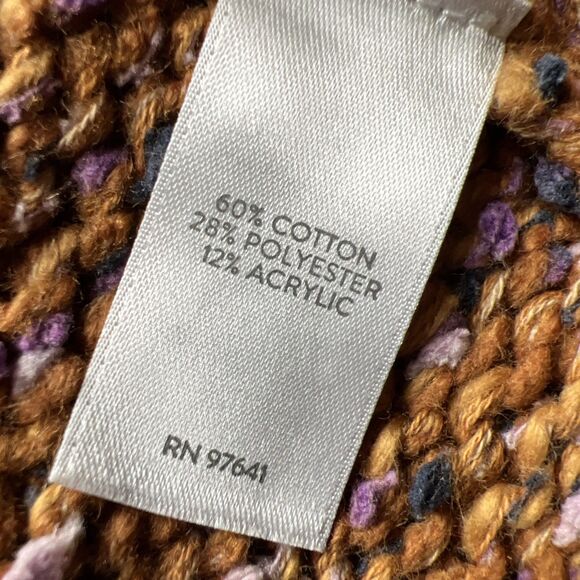 60% COTTON
28% POLYESTER
12% ACRYLIC
RN 97641